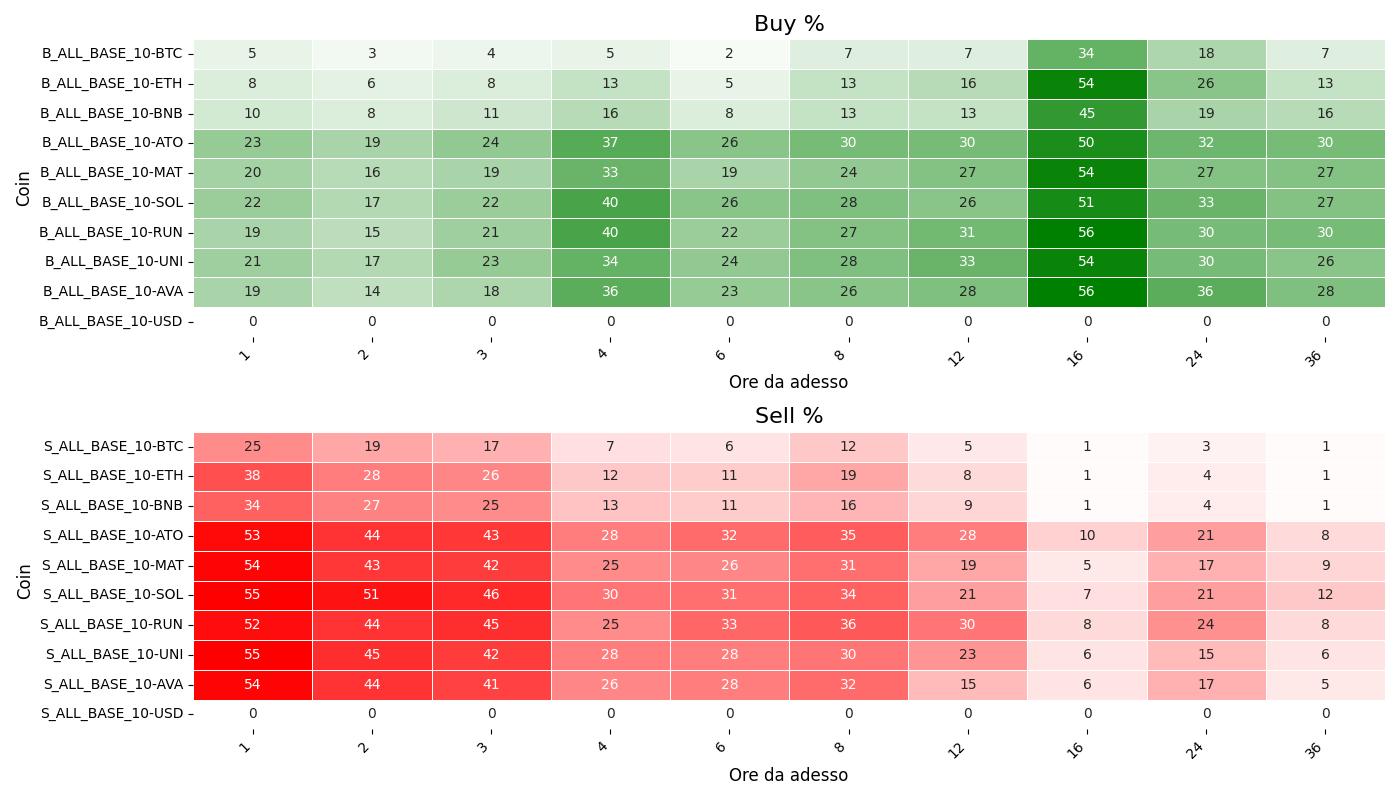 Buy %
Coin
B_ALL_BASE_10-BTC 5 3 4 5 2 7 7 34 18 7
B_ALL_BASE_10-ETH 8 6 8 13 5 13 16 54 26 13
B_ALL_BASE_10-BNB 10 8 11 16 8 13 13 45 19 16
B_ALL_BASE_10-ATO 23 19 24 37 26 30 30 50 32 30
B_ALL_BASE_10-MAT 20 16 19 33 19 24 27 54 27 27
B_ALL_BASE_10-SOL 22 17 22 40 26 28 26 51 33 27
B_ALL_BASE_10-RUN 19 15 21 40 22 27 31 56 30 30
B_ALL_BASE_10-UNI 21 17 23 34 24 28 33 54 30 26
B_ALL_BASE_10-AVA 19 14 18 36 23 26 28 56 36 28
B_ALL_BASE_10-USD 0 0 0 0 0 0 0 0 0 0
1 2 3 4 6 8 12 16 24 36
Ore da adesso
Sell %
Coin
S_ALL_BASE_10-BTC 25 19 17 7 6 12 5 1 3 1
S_ALL_BASE_10-ETH 38 28 26 12 11 19 8 1 4 1
S_ALL_BASE_10-BNB 34 27 25 13 11 16 9 1 4 1
S_ALL_BASE_10-ATO 53 44 43 28 32 35 28 10 21 8
S_ALL_BASE_10-MAT 54 43 42 25 26 31 19 5 17 9
S_ALL_BASE_10-SOL 55 51 46 30 31 34 21 7 21 12
S_ALL_BASE_10-RUN 52 44 45 25 33 36 30 8 24 8
S_ALL_BASE_10-UNI 55 45 42 28 28 30 23 6 15 6
S_ALL_BASE_10-AVA 54 44 41 26 28 32 15 6 17 5
S_ALL_BASE_10-USD 0 0 0 0 0 0 0 0 0 0
1 2 3 4 6 8 12 16 24 36
Ore da adesso